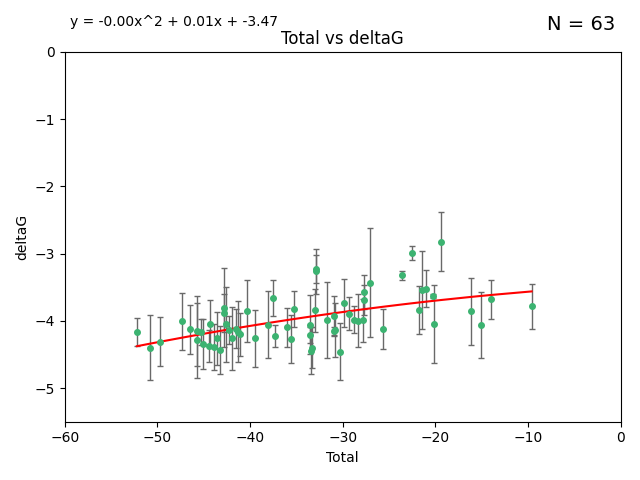 y = -0.00x^2 + 0.01x + -3.47
N = 63
Total vs deltaG
0
−1
−2
−3
−4
−5
deltaG
−60 −50 −40 −30 −20 −10 0
Total